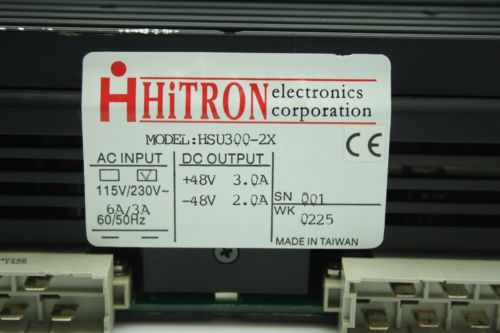 HiTRON electronics
corporation
MODEL:HSU300-2X
AC INPUT
115V/230V~
6A/3A
60/50Hz
DC OUTPUT
+48V 3.0A
-48V 2.0A
CE
SN 001
WK 0225
MADE IN TAIWAN